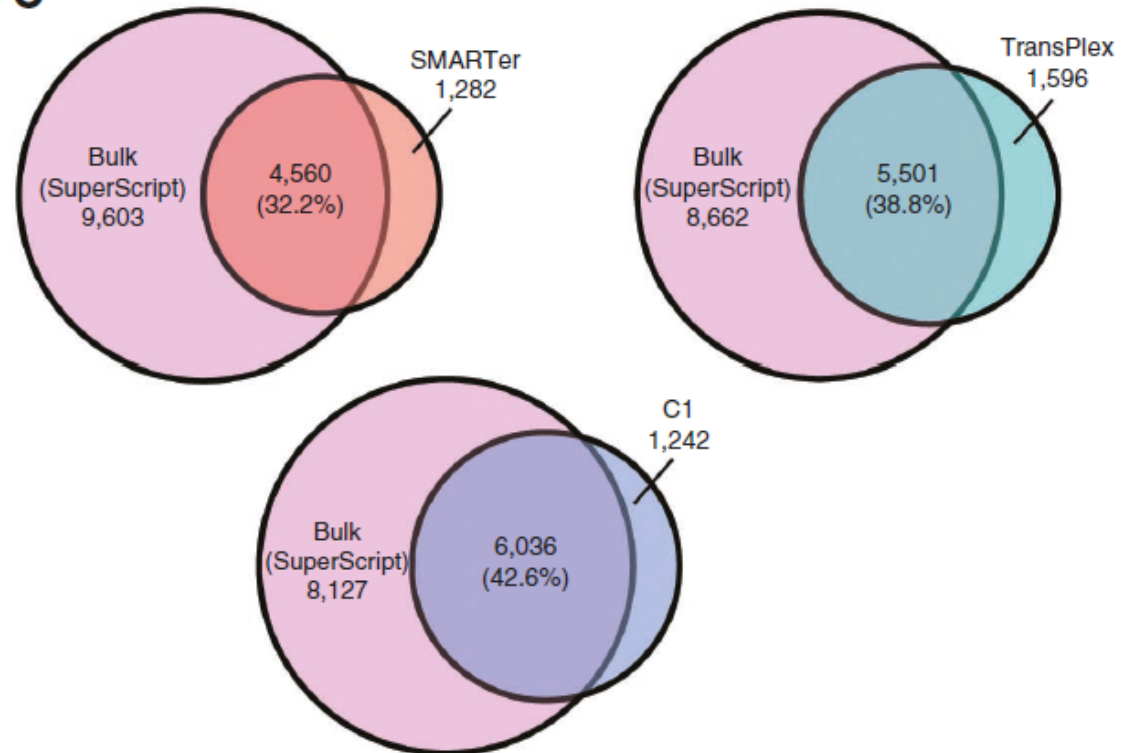 SMARTer
1,282
Bulk
(SuperScript)
9,603
4,560
(32.2%)
TransPlex
1,596
Bulk
(SuperScript)
8,662
5,501
(38.8%)
C1
1,242
Bulk
(SuperScript)
8,127
6,036
(42.6%)